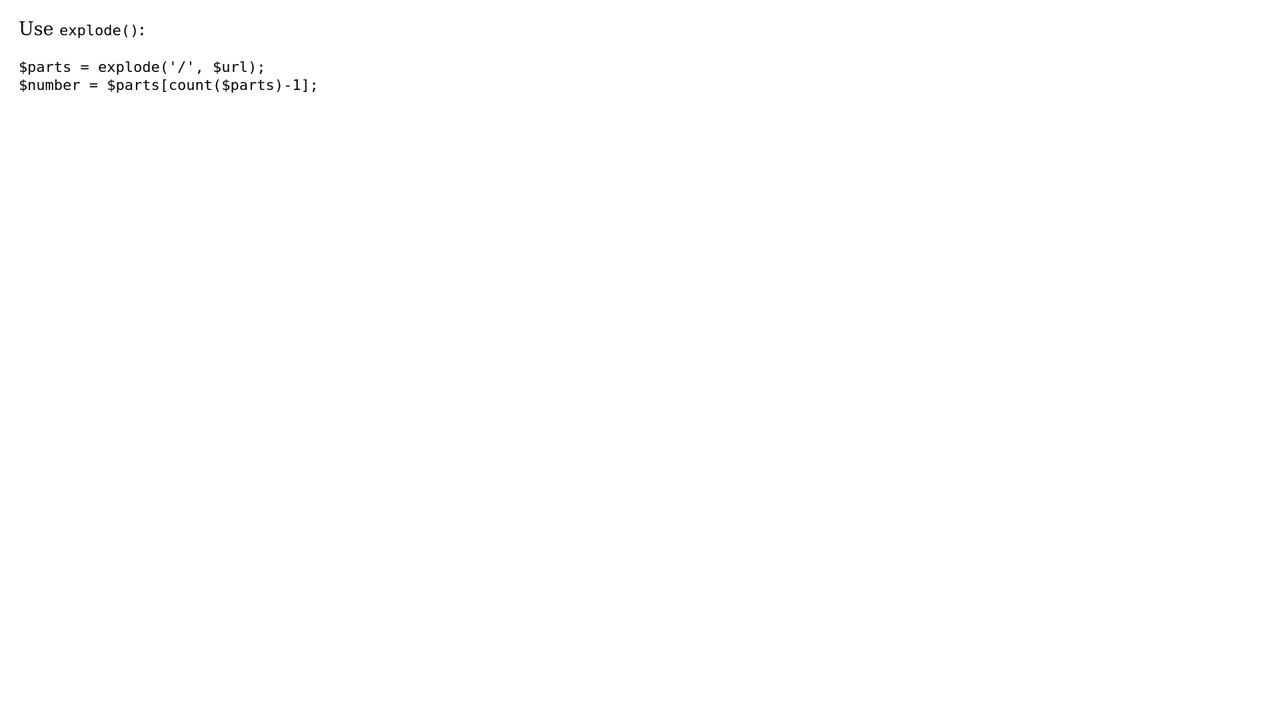 Use explode():
$parts = explode('/', $url);
$number = $parts[count($parts)-1];